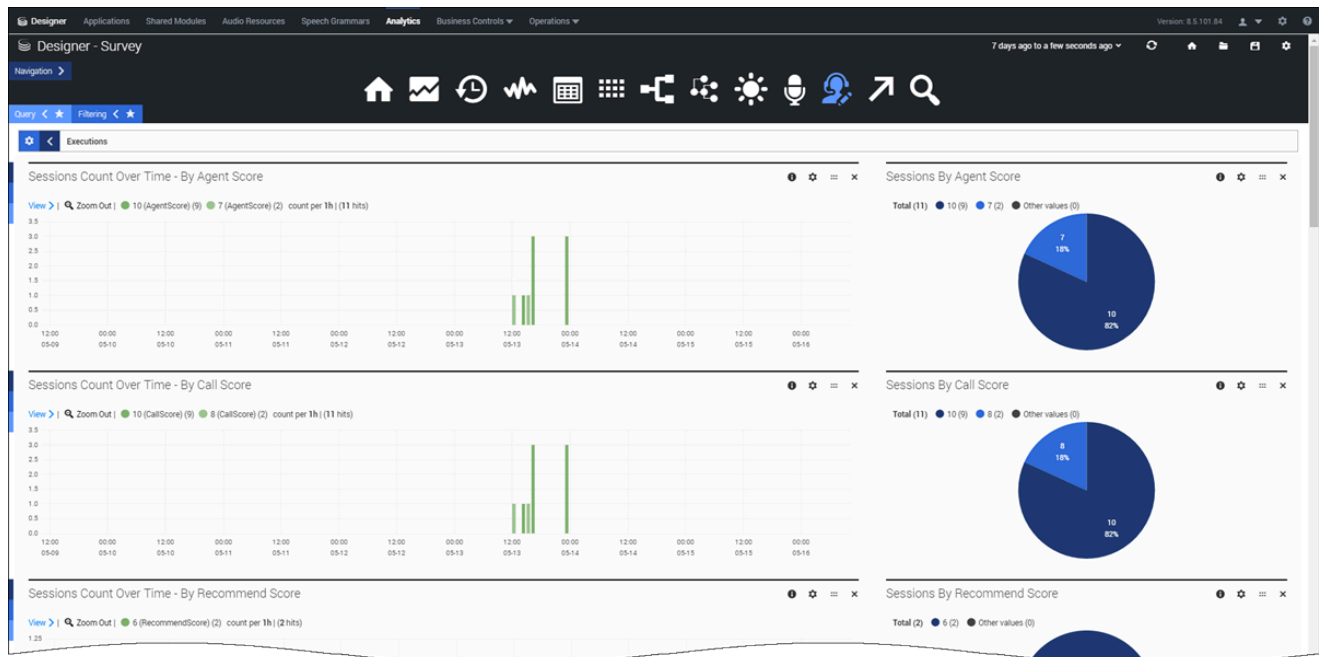 Designer Applications Shared Modules Audio Resources Speech Grammars Analytics Business Controls Operations Version: 8.5.101.84
Designer - Survey 7 days ago to a few seconds ago
Navigation
Query Filtering
Executions
Sessions Count Over Time - By Agent Score
View | Zoom Out | 10 (AgentScore) (9) 7 (AgentScore) (2) count per 1h | (11 hits)
3.5
3.0
2.5
2.0
1.5
1.0
0.5
0.0
12:00 00:00 12:00 00:00 12:00 00:00 12:00 00:00 12:00 00:00 12:00 00:00 12:00 00:00
05-09 05-10 05-10 05-11 05-11 05-12 05-12 05-13 05-13 05-14 05-14 05-15 05-15 05-16
Sessions By Agent Score
Total (11) 10 (9) 7 (2) Other values (0)
7
18%
10
82%
Sessions Count Over Time - By Call Score
View | Zoom Out | 10 (CallScore) (9) 8 (CallScore) (2) count per 1h | (11 hits)
3.5
3.0
2.5
2.0
1.5
1.0
0.5
0.0
12:00 00:00 12:00 00:00 12:00 00:00 12:00 00:00 12:00 00:00 12:00 00:00 12:00 00:00
05-09 05-10 05-10 05-11 05-11 05-12 05-12 05-13 05-13 05-14 05-14 05-15 05-15 05-16
Sessions By Call Score
Total (11) 10 (9) 8 (2) Other values (0)
8
18%
10
82%
Sessions Count Over Time - By Recommend Score
View | Zoom Out | 6 (RecommendScore) (2) count per 1h | (2 hits)
1.25
Sessions By Recommend Score
Total (2) 6 (2) Other values (0)